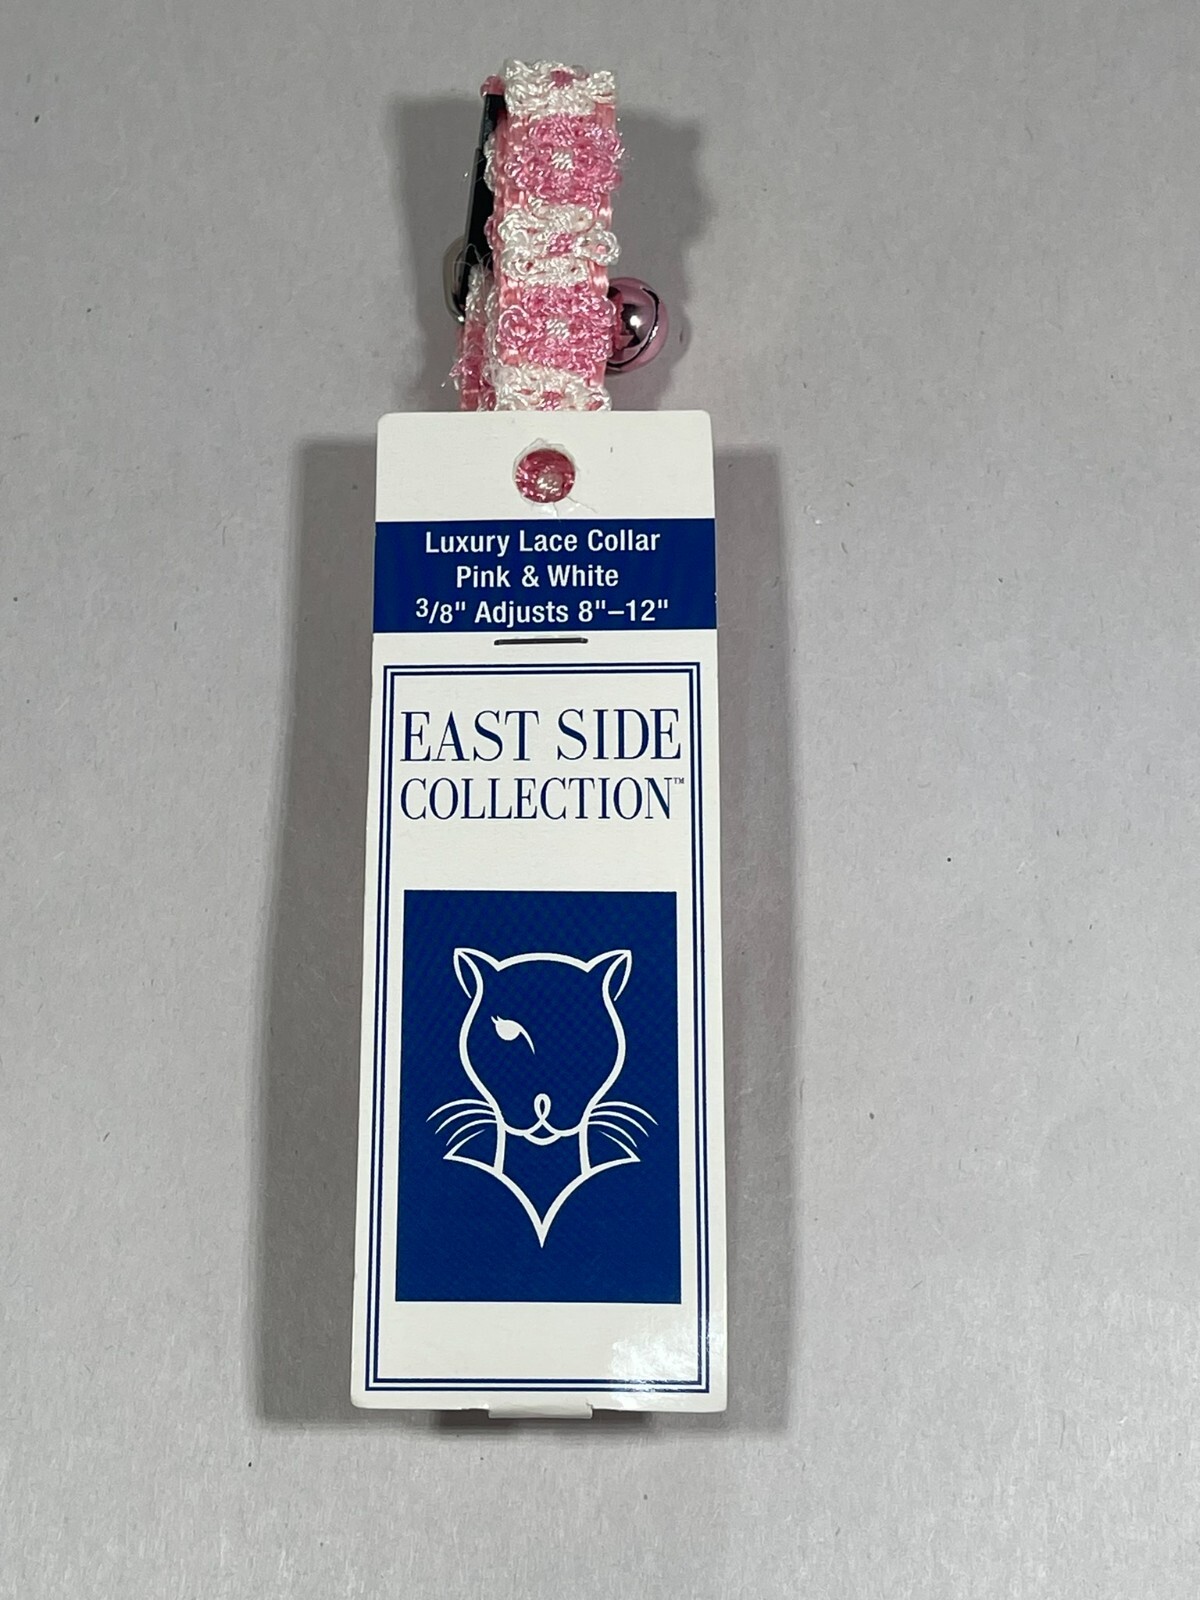 Luxury Lace Collar
Pink & White
3/8" Adjusts 8"–12"
EAST SIDE
COLLECTION™